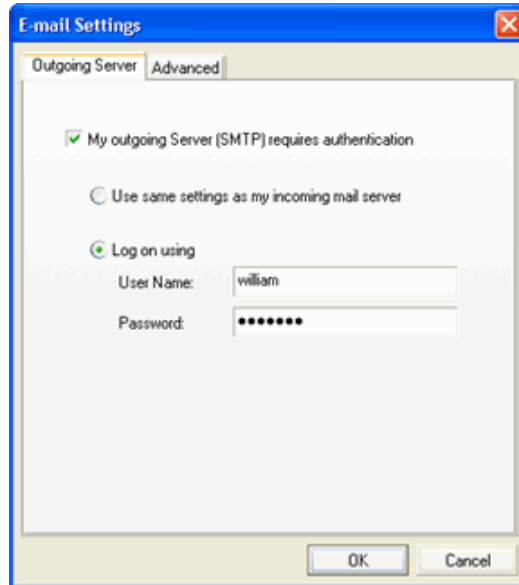 E-mail Settings
Outgoing Server Advanced
My outgoing Server (SMTP) requires authentication
Use same settings as my incoming mail server
Log on using
User Name: william
Password: •••••••
OK Cancel